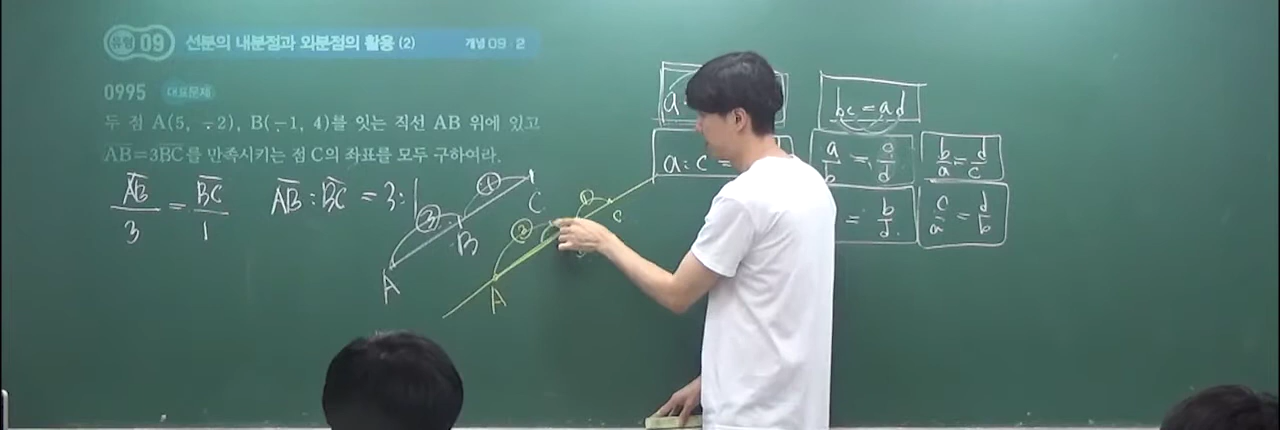 유형 09 선분의 내분점과 외분점의 활용 (2) 개념 09 - 2
0995 대표문제
두 점 A(5, -2), B(-1, 4)를 잇는 직선 AB 위에 있고
AB=3BC를 만족시키는 점 C의 좌표를 모두 구하여라.
AB/3 = BC/1
AB : BC = 3 : 1
A ③ B ① C
A ② C
a :
bc = ad
a : c =
a/b = c/d
b/a = d/c
= b/d
c/a = d/b